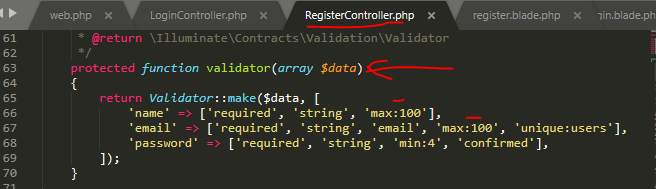 web.php LoginController.php RegisterController.php register.blade.php in.blade.php
61 * @return \Illuminate\Contracts\Validation\Validator
62 */
63 protected function validator(array $data)
64 {
65 return Validator::make($data, [
66 'name' => ['required', 'string', 'max:100'],
67 'email' => ['required', 'string', 'email', 'max:100', 'unique:users'],
68 'password' => ['required', 'string', 'min:4', 'confirmed'],
69 ]);
70 }